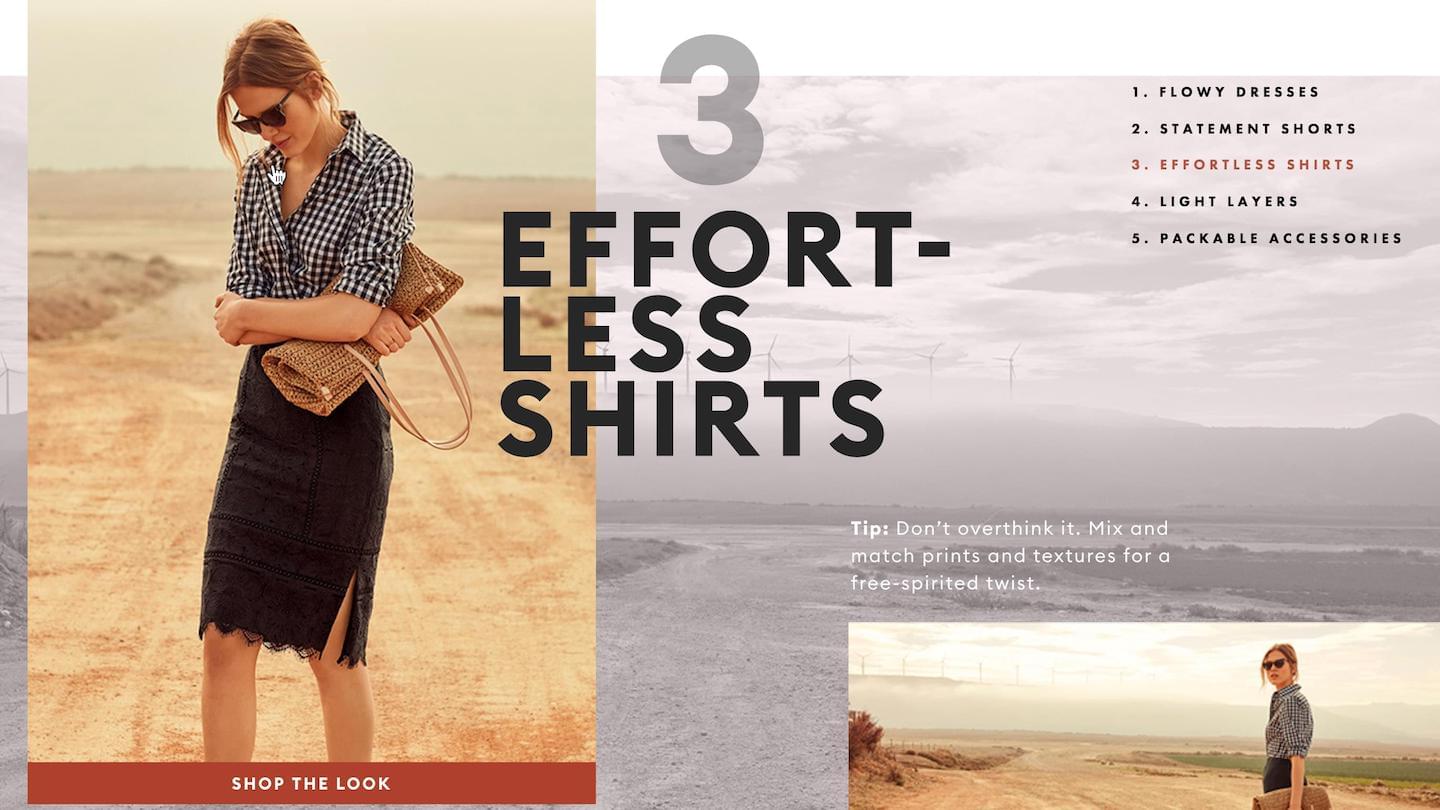 3
EFFORT-
LESS
SHIRTS
1. FLOWY DRESSES
2. STATEMENT SHORTS
3. EFFORTLESS SHIRTS
4. LIGHT LAYERS
5. PACKABLE ACCESSORIES
Tip: Don’t overthink it. Mix and
match prints and textures for a
free-spirited twist.
SHOP THE LOOK